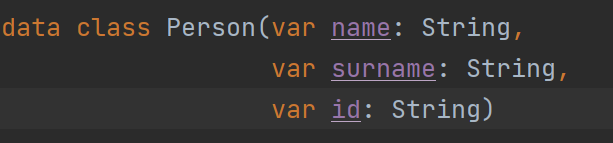 data class Person(var name: String,
var surname: String,
var id: String)